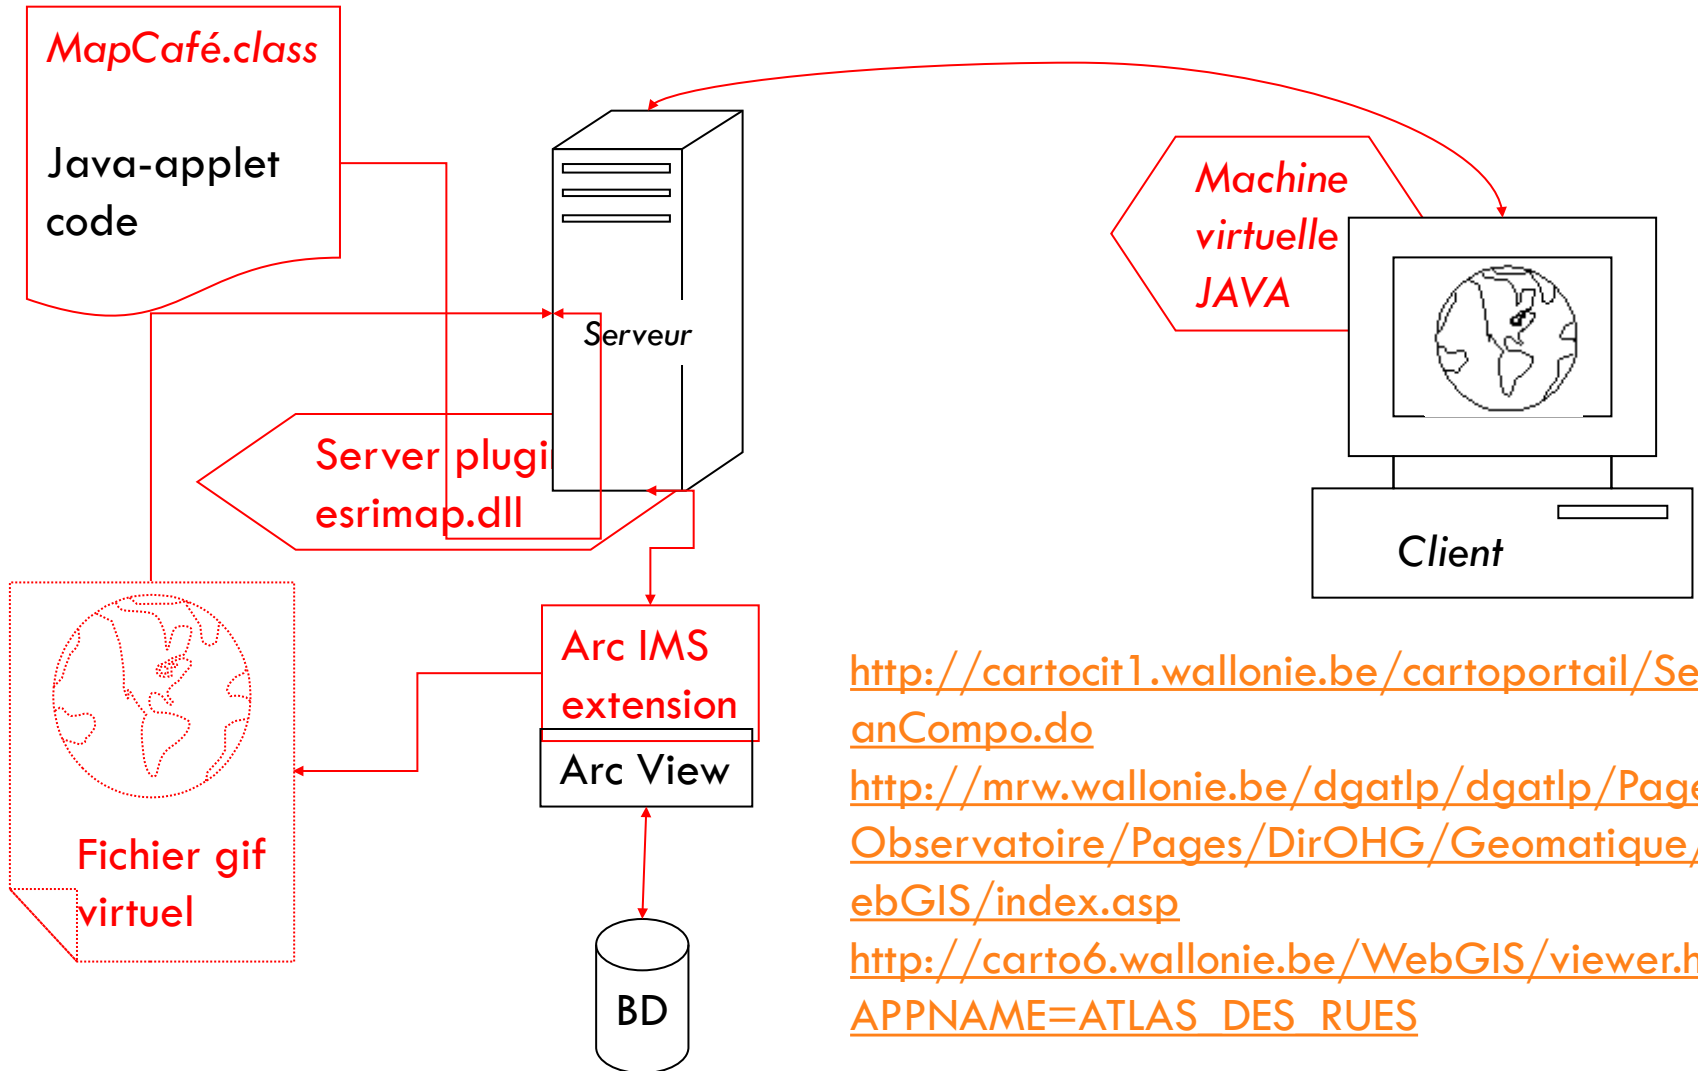 MapCafé.class
Java-applet
code
Machine
virtuelle
JAVA
Serveur
Server plugi
esrimap.dll
Client
Arc IMS
extension
Arc View
Fichier gif
virtuel
BD
http://cartocit1.wallonie.be/cartoportail/Se
anCompo.do
http://mrw.wallonie.be/dgatlp/dgatlp/Page
Observatoire/Pages/DirOHG/Geomatique/
ebGIS/index.asp
http://carto6.wallonie.be/WebGIS/viewer.h
APPNAME=ATLAS_DES_RUES